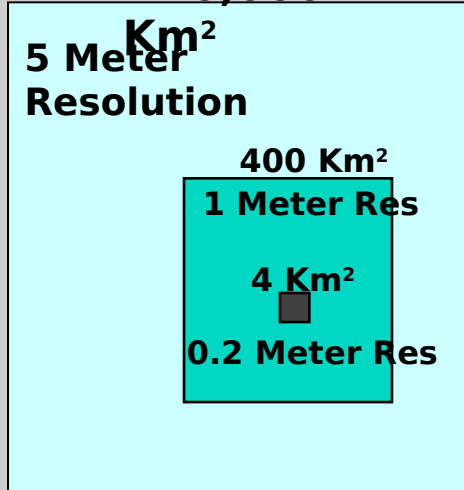 Km²
5 Meter
Resolution
400 Km²
1 Meter Res
4 Km²
0.2 Meter Res